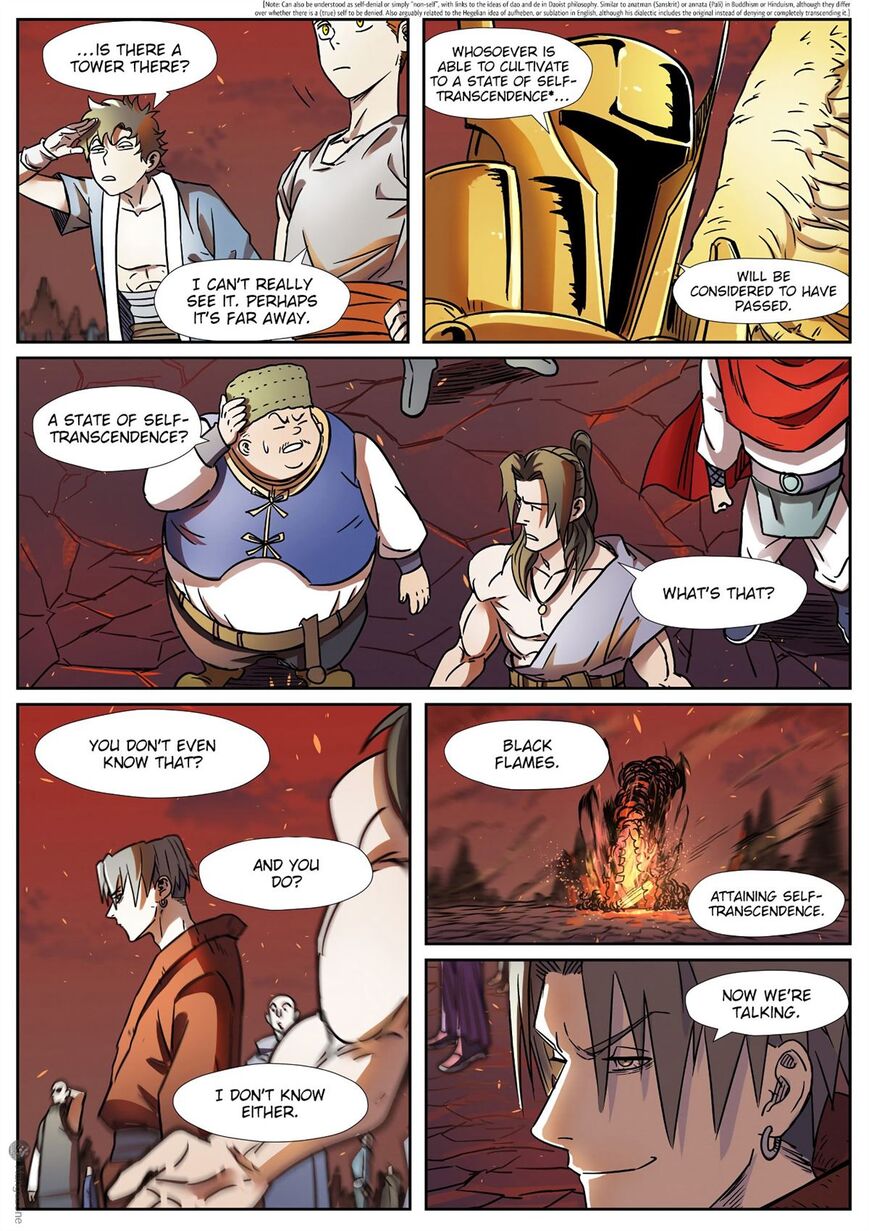 [Note: Can also be understood as self-denial or simply "non-self", with links to the ideas of dao and de in Daoist philosophy. Similar to anatman (Sanskrit) or annata (Pali) in Buddhism or Hinduism, although they differ
over whether there is a (true) self to be denied. Also arguably related to the Hegelian idea of aufheben, or sublation in English, although his dialectic includes the original instead of denying or completely transcending it.]
...IS THERE A
TOWER THERE?
I CAN'T REALLY
SEE IT. PERHAPS
IT'S FAR AWAY.
WHOSOEVER IS
ABLE TO CULTIVATE
TO A STATE OF SELF-
TRANSCENDENCE*...
WILL BE
CONSIDERED TO HAVE
PASSED.
A STATE OF SELF-
TRANSCENDENCE?
WHAT'S THAT?
YOU DON'T EVEN
KNOW THAT?
AND YOU
DO?
I DON'T KNOW
EITHER.
BLACK
FLAMES.
ATTAINING SELF-
TRANSCENDENCE.
NOW WE'RE
TALKING.